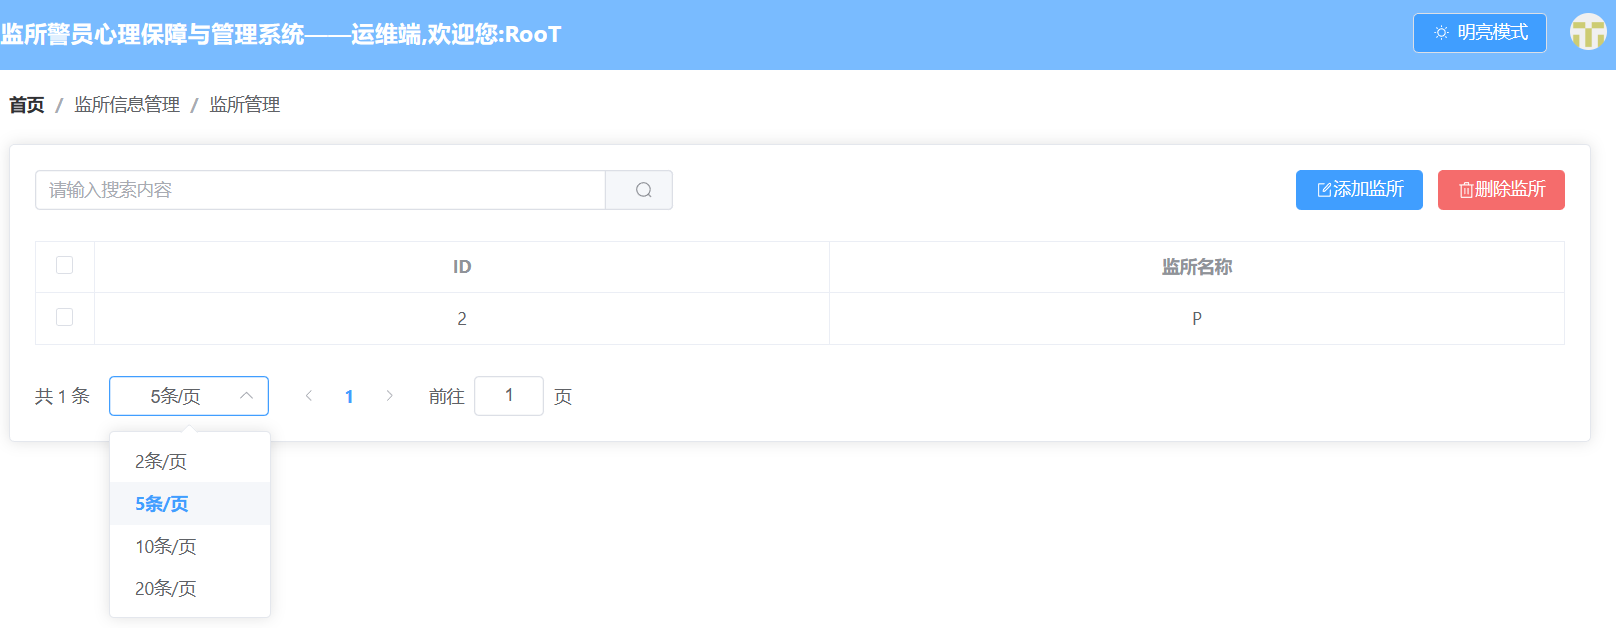 监所警员心理保障与管理系统——运维端,欢迎您:RooT
明亮模式
首页 / 监所信息管理 / 监所管理
请输入搜索内容
添加监所
删除监所
ID 监所名称
2 P
共 1 条 5条/页 1 前往 1 页
2条/页
5条/页
10条/页
20条/页